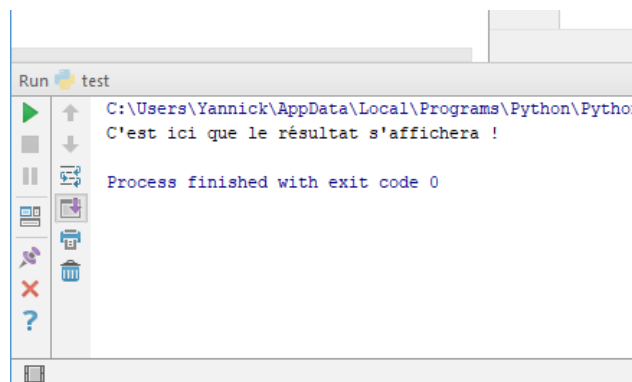 Run test
C:\Users\Yannick\AppData\Local\Programs\Python\Pytho
C'est ici que le résultat s'affichera !
Process finished with exit code 0
?